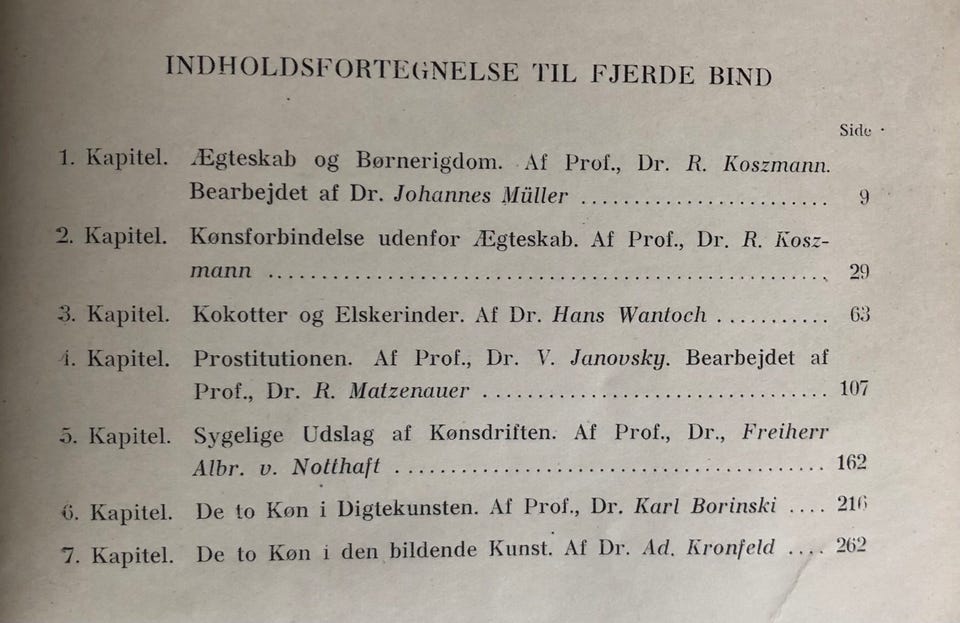 INDHOLDSFORTEGNELSE TIL FJERDE BIND
Side
1. Kapitel. Ægteskab og Børnerigdom. Af Prof., Dr. R. Koszmann.
Bearbejdet af Dr. Johannes Müller ........................ 9
2. Kapitel. Kønsforbindelse udenfor Ægteskab. Af Prof., Dr. R. Kosz-
mann ...................................................... 29
3. Kapitel. Kokotter og Elskerinder. Af Dr. Hans Wantoch ........... 63
4. Kapitel. Prostitutionen. Af Prof., Dr. V. Janovsky. Bearbejdet af
Prof., Dr. R. Matzenauer ................................... 107
5. Kapitel. Sygelige Udslag af Kønsdriften. Af Prof., Dr., Freiherr
Albr. v. Notthaft ............................................ 162
6. Kapitel. De to Køn i Digtekunsten. Af Prof., Dr. Karl Borinski .... 216
7. Kapitel. De to Køn i den bildende Kunst. Af Dr. Ad. Kronfeld .... 262